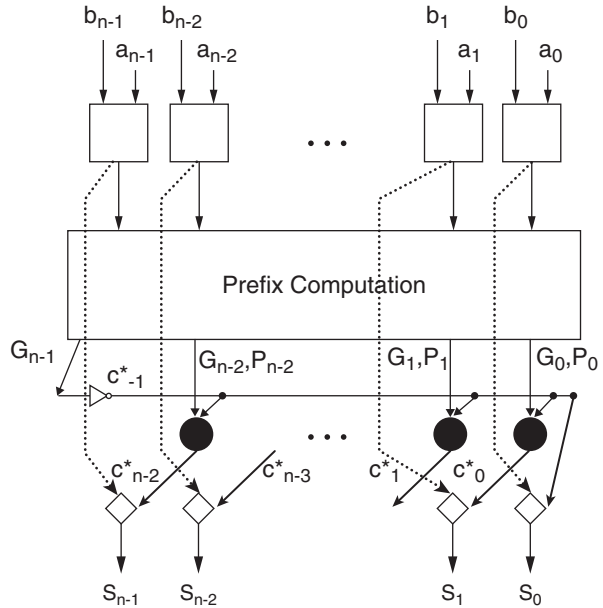 b_{n-1} b_{n-2} b_1 b_0
a_{n-1} a_{n-2} a_1 a_0
• • •
Prefix Computation
G_{n-1} G_{n-2},P_{n-2} G_1,P_1 G_0,P_0
c*_{-1}
• • •
c*_{n-2} c*_{n-3} c*_1 c*_0
S_{n-1} S_{n-2} S_1 S_0